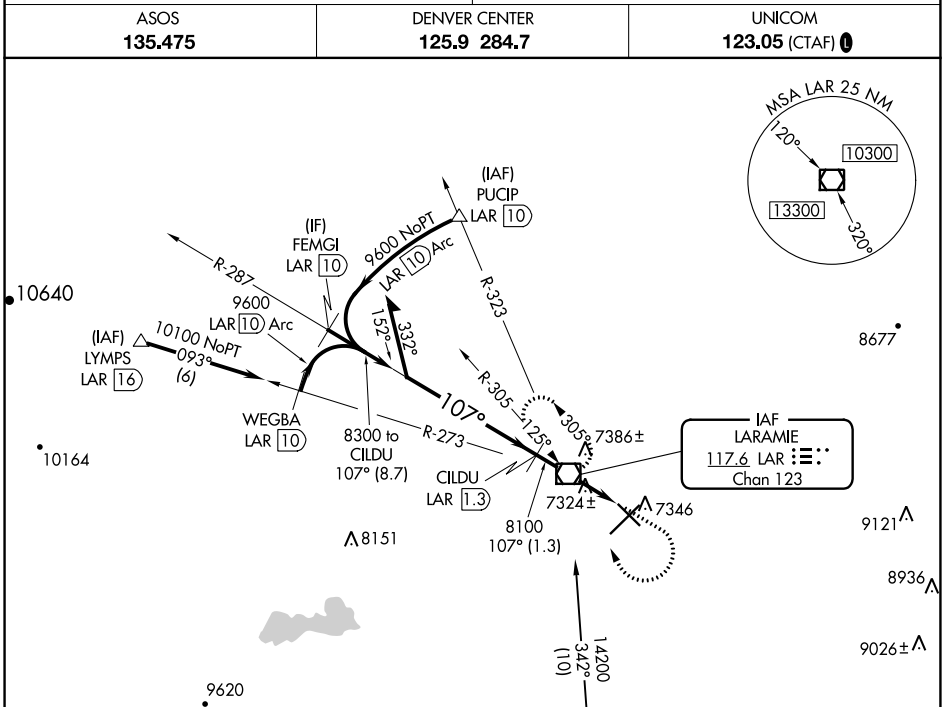 ASOS
135.475
DENVER CENTER
125.9 284.7
UNICOM
123.05 (CTAF) L
MSA LAR 25 NM
120°
10300
13300
320°
(IAF)
PUCIP
LAR 10
(IF)
FEMGI
LAR 10
9600 NoPT
LAR 10 Arc
R-287
R-323
10640
9600
LAR 10 Arc
(IAF)
LYMPS
LAR 16
10100 NoPT
093°
(6)
152°
332°
8677
107°
R-305
125°
305°
7386±
WEGBA
LAR 10
8300 to
CILDU
107° (8.7)
R-273
10164
CILDU
LAR 1.3
IAF
LARAMIE
117.6 LAR
Chan 123
7324±
7346
8100
107° (1.3)
8151
9121
8936
14200
342°
(10)
9026±
9620